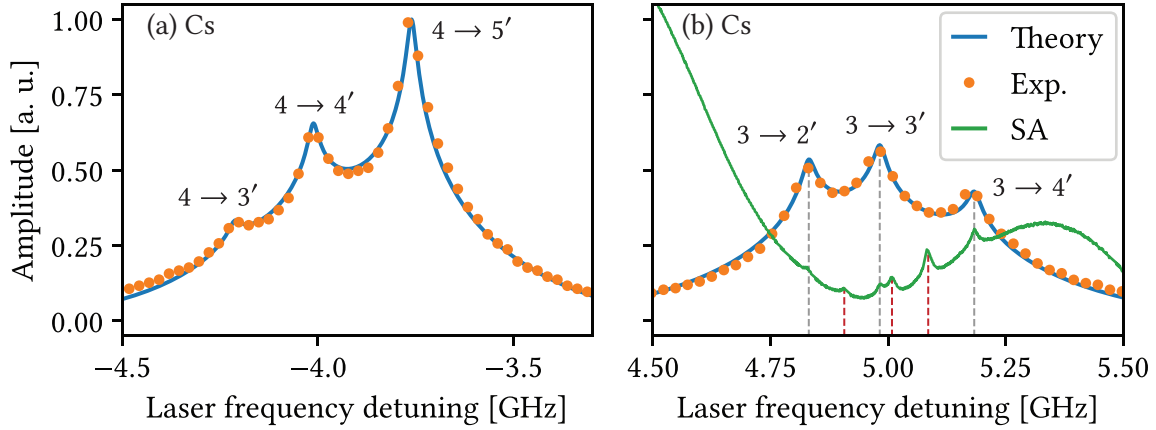 (a) Cs
4 → 5′
4 → 4′
4 → 3′
1.00
0.75
0.50
0.25
0.00
Amplitude [a. u.]
−4.5
−4.0
−3.5
Laser frequency detuning [GHz]
(b) Cs
Theory
Exp.
SA
3 → 2′
3 → 3′
3 → 4′
4.50
4.75
5.00
5.25
5.50
Laser frequency detuning [GHz]